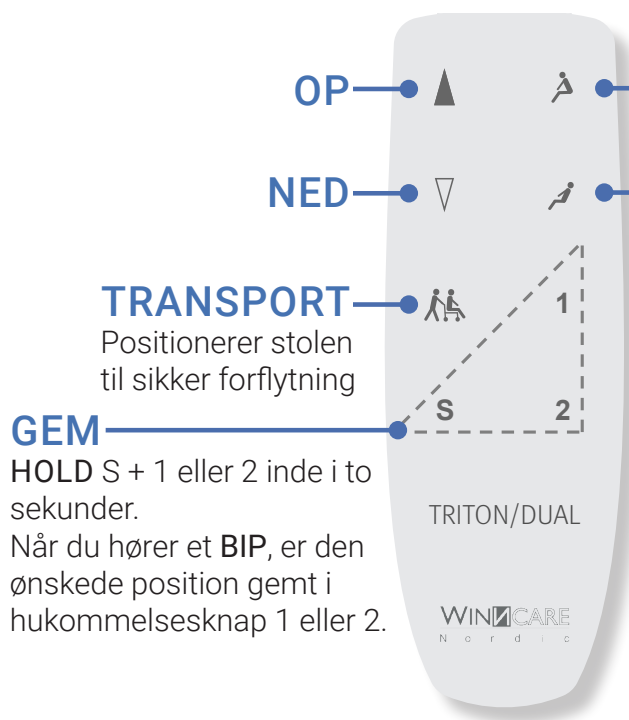 OP
NED
TRANSPORT
Positionerer stolen
til sikker forflytning
1
S
2
GEM
HOLD S + 1 eller 2 inde i to
sekunder.
Når du hører et BIP, er den
ønskede position gemt i
hukommelsesknap 1 eller 2.
TRITON/DUAL
WINNCARE
Nordic